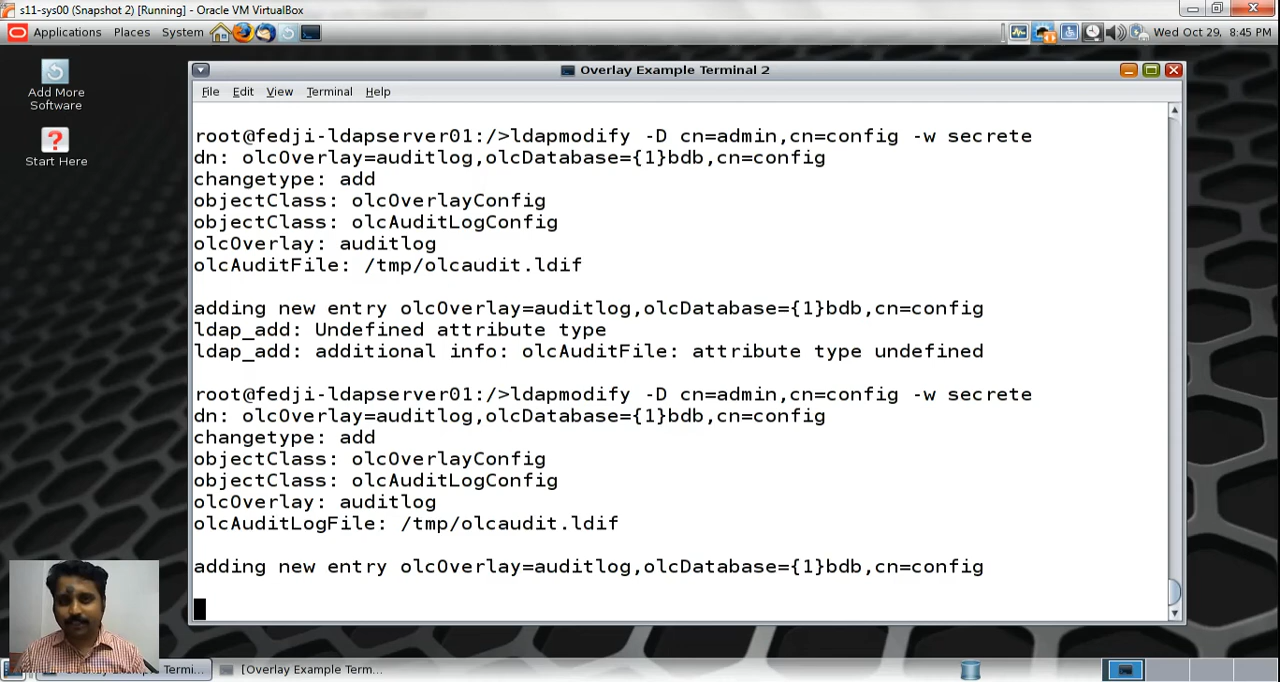 s11-sys00 (Snapshot 2) [Running] - Oracle VM VirtualBox
Applications Places System Wed Oct 29, 8:45 PM
Overlay Example Terminal 2
File Edit View Terminal Help
Add More
Software
Start Here
root@fedji-ldapserver01:/>ldapmodify -D cn=admin,cn=config -w secrete
dn: olcOverlay=auditlog,olcDatabase={1}bdb,cn=config
changetype: add
objectClass: olcOverlayConfig
objectClass: olcAuditLogConfig
olcOverlay: auditlog
olcAuditFile: /tmp/olcaudit.ldif
adding new entry olcOverlay=auditlog,olcDatabase={1}bdb,cn=config
ldap_add: Undefined attribute type
ldap_add: additional info: olcAuditFile: attribute type undefined
root@fedji-ldapserver01:/>ldapmodify -D cn=admin,cn=config -w secrete
dn: olcOverlay=auditlog,olcDatabase={1}bdb,cn=config
changetype: add
objectClass: olcOverlayConfig
objectClass: olcAuditLogConfig
olcOverlay: auditlog
olcAuditLogFile: /tmp/olcaudit.ldif
adding new entry olcOverlay=auditlog,olcDatabase={1}bdb,cn=config
[Overlay Example Term...